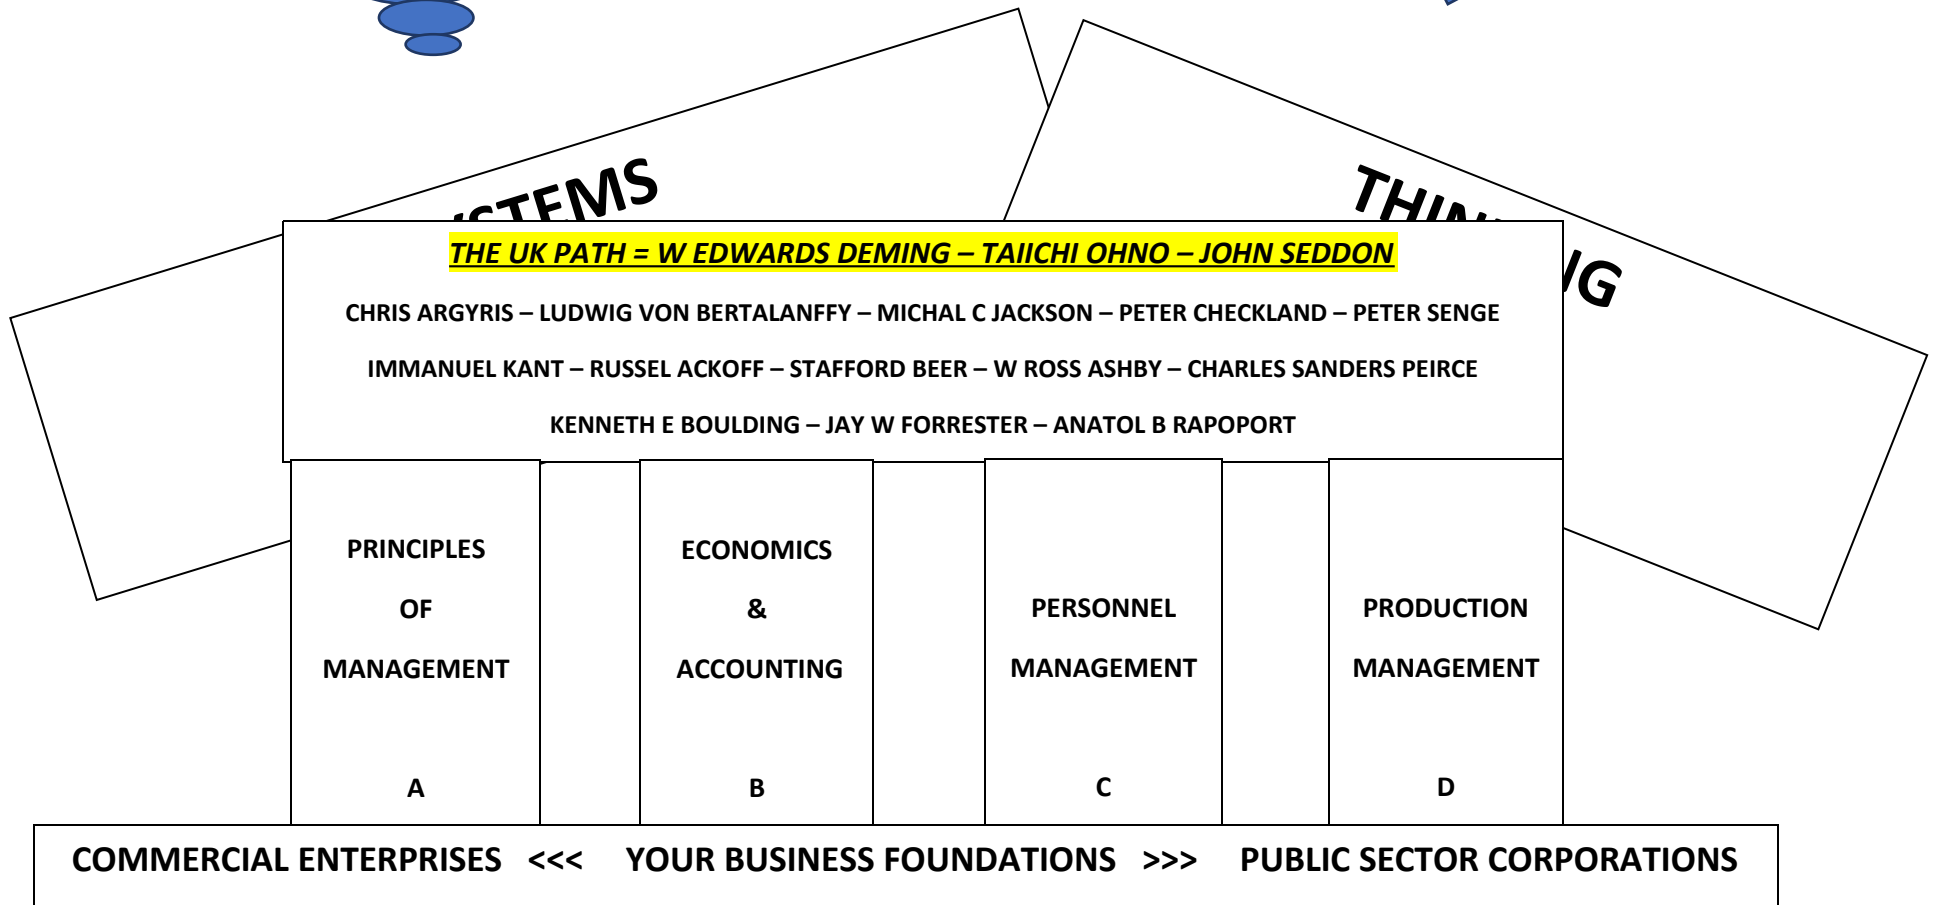 STEMS
THIN
NG
THE UK PATH = W EDWARDS DEMING – TAIICHI OHNO – JOHN SEDDON
CHRIS ARGYRIS – LUDWIG VON BERTALANFFY – MICHAL C JACKSON – PETER CHECKLAND – PETER SENGE
IMMANUEL KANT – RUSSEL ACKOFF – STAFFORD BEER – W ROSS ASHBY – CHARLES SANDERS PEIRCE
KENNETH E BOULDING – JAY W FORRESTER – ANATOL B RAPOPORT
PRINCIPLES
OF
MANAGEMENT
A
ECONOMICS
&
ACCOUNTING
B
PERSONNEL
MANAGEMENT
C
PRODUCTION
MANAGEMENT
D
COMMERCIAL ENTERPRISES <<< YOUR BUSINESS FOUNDATIONS >>> PUBLIC SECTOR CORPORATIONS